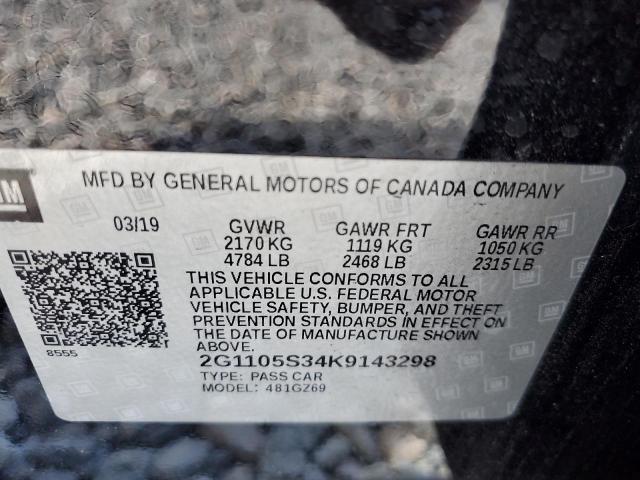 GM
MFD BY GENERAL MOTORS OF CANADA COMPANY
03/19 GVWR GAWR FRT GAWR RR
2170 KG 1119 KG 1050 KG
4784 LB 2468 LB 2315 LB
THIS VEHICLE CONFORMS TO ALL
APPLICABLE U.S. FEDERAL MOTOR
VEHICLE SAFETY, BUMPER, AND THEFT
PREVENTION STANDARDS IN EFFECT ON
THE DATE OF MANUFACTURE SHOWN
ABOVE.
8555
2G1105S34K9143298
TYPE: PASS CAR
MODEL: 481GZ69